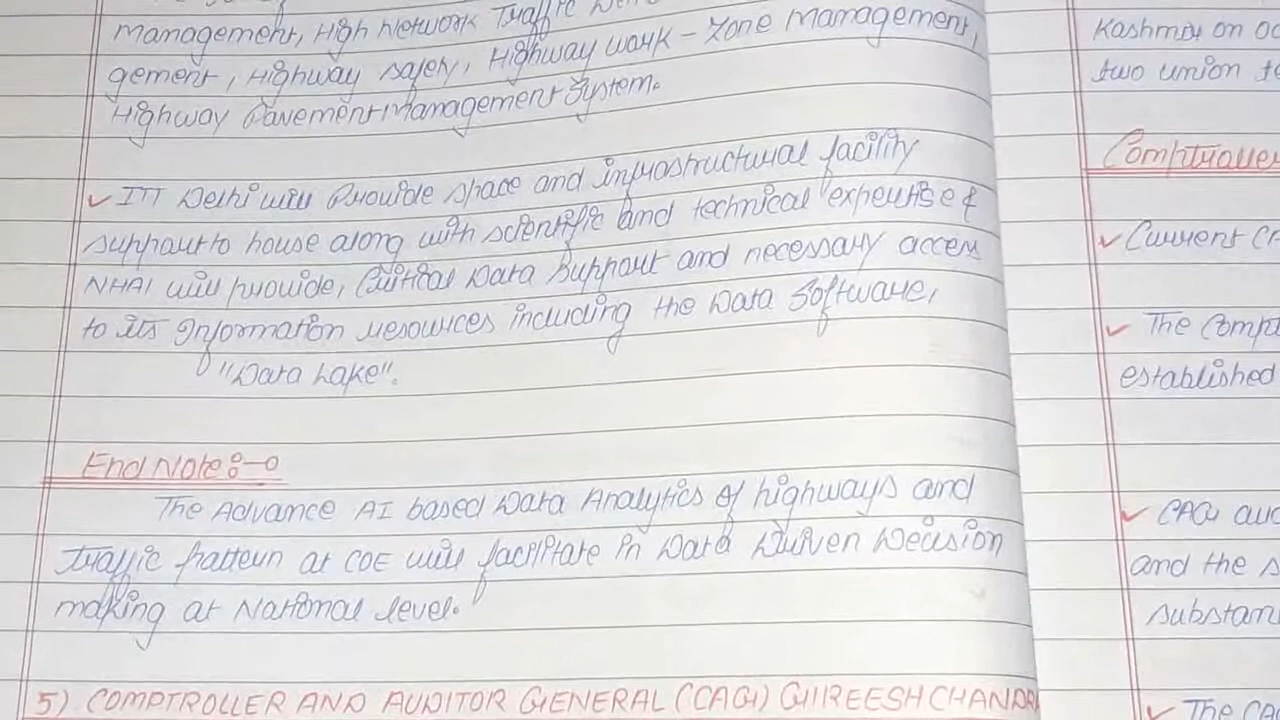 management, High Network Traffic
gement, Highway safety, Highway work - zone management,
Highway Pavement Management System.
✓ IIT Delhi will Provide space and infrastructural facility
support to house along with scientific and technical expertise &
NHAI will provide, Critical Data Support and necessary access
to its Information resources including the Data Software,
"Data Lake".
End Note:-
The Advance AI based Data Analytics of highways and
traffic pattern at COE will facilitate in Data Driven Decision
making at National level.
5) COMPTROLLER AND AUDITOR GENERAL (CAG) GIREESH CHANDR
Kashmir on
two union
Comptroller
✓ Current
✓ The Comp
established
✓ CAG
and the
substan
✓ The CA